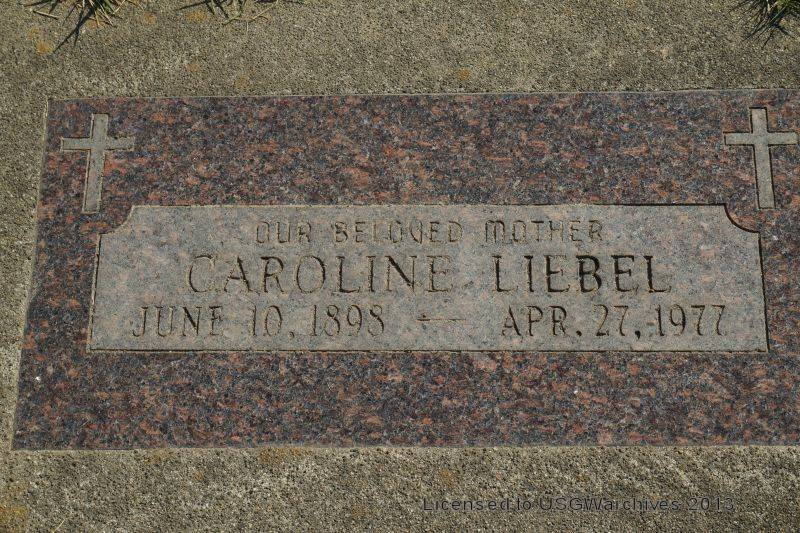 OUR BELOVED MOTHER
CAROLINE LIEBEL
JUNE 10, 1898 — APR. 27, 1977
Licensed to USGWarchives 2013